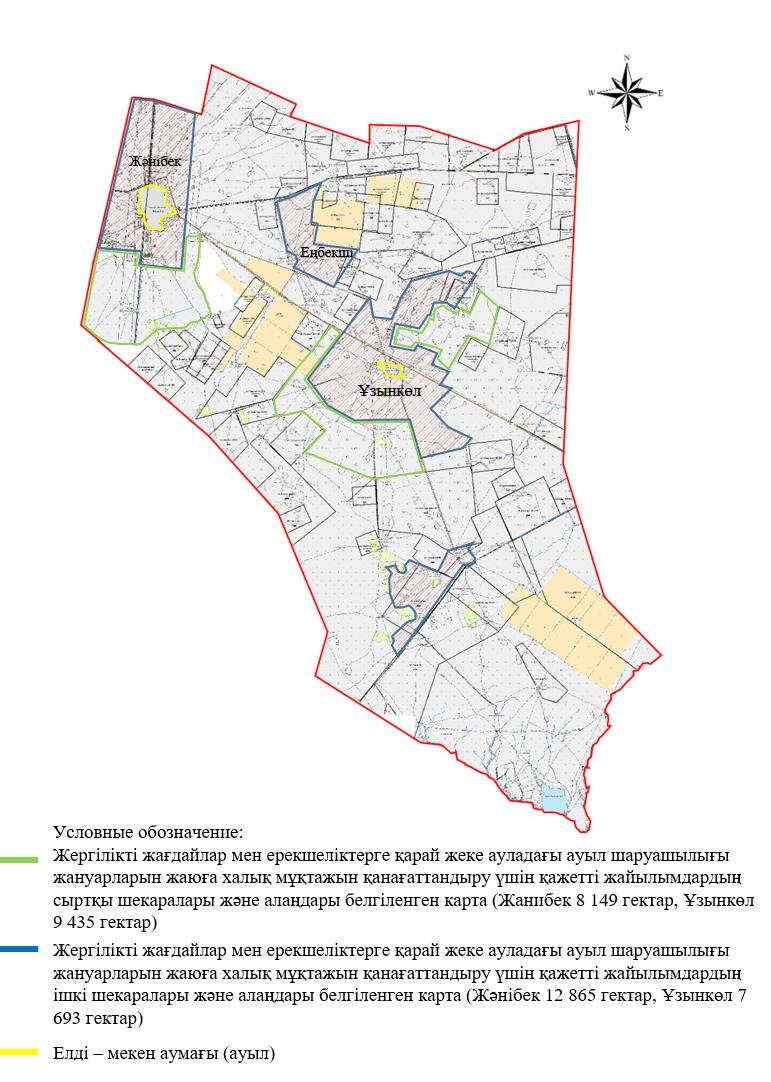 N
W E
S
Жәнібек
Еңбекші
Ұзынкөл
Условные обозначение:
Жергілікті жағдайлар мен ерекшеліктерге қарай жеке ауладағы ауыл шаруашылығы
жануарларын жаюға халық мұқтажын қанағаттандыру үшін қажетті жайылымдардың
сыртқы шекаралары және алаңдары белгіленген карта (Жанибек 8 149 гектар, Ұзынкөл
9 435 гектар)
Жергілікті жағдайлар мен ерекшеліктерге қарай жеке ауладағы ауыл шаруашылығы
жануарларын жаюға халық мұқтажын қанағаттандыру үшін қажетті жайылымдардың
ішкі шекаралары және алаңдары белгіленген карта (Жәнібек 12 865 гектар, Ұзынкөл 7
693 гектар)
Елді – мекен аумағы (ауыл)